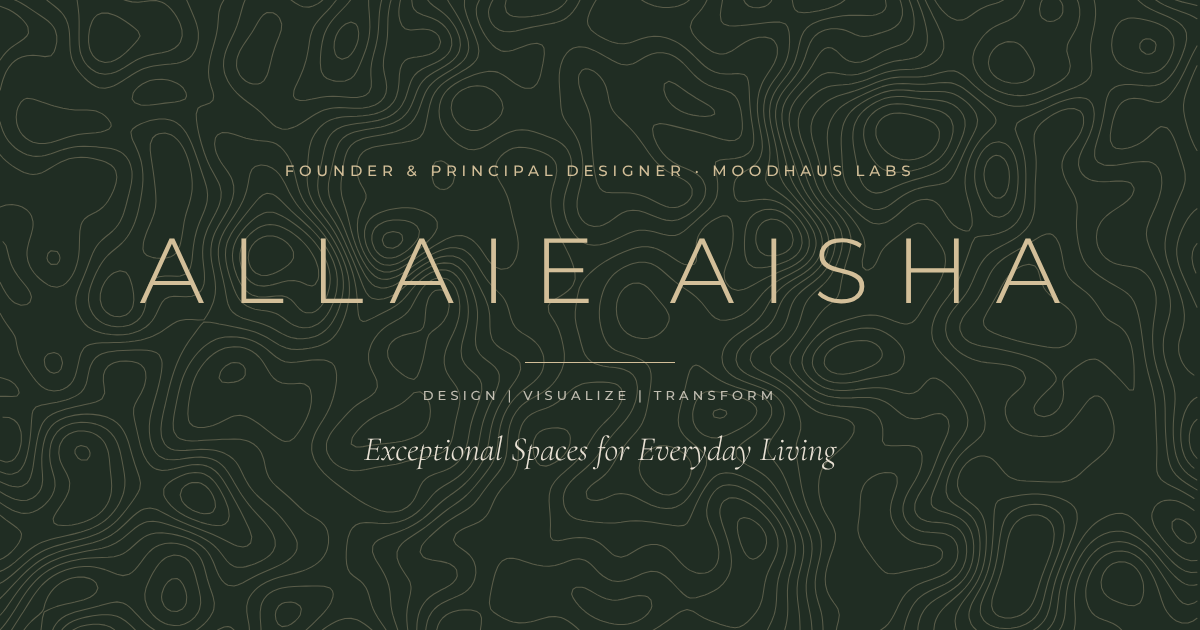 FOUNDER & PRINCIPAL DESIGNER · MOODHAUS LABS
ALLAIE AISHA
DESIGN | VISUALIZE | TRANSFORM
Exceptional Spaces for Everyday Living